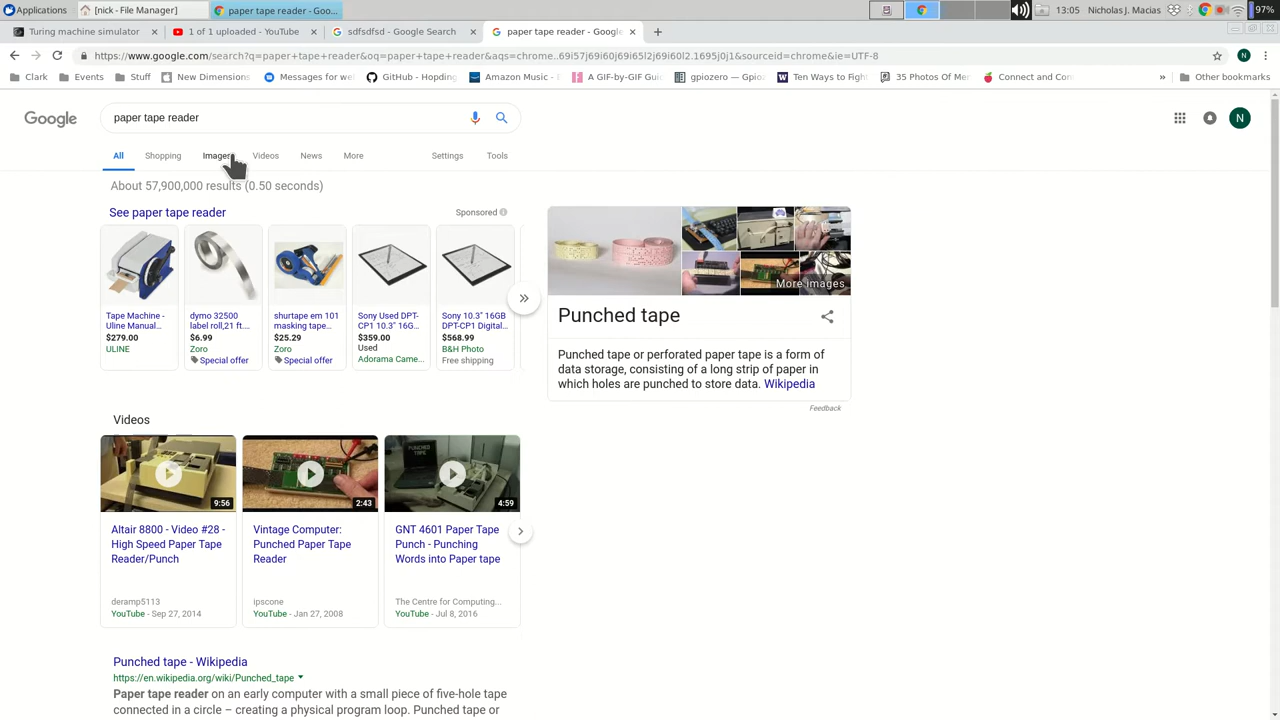 Applications
[nick - File Manager]
paper tape reader - Goo...
13:05
Nicholas J. Macias
97%
Turing machine simulator
1 of 1 uploaded - YouTube
sdfsdfsd - Google Search
paper tape reader - Google
https://www.google.com/search?q=paper+tape+reader&oq=paper+tape+reader&aqs=chrome..69i57j69i60j69i65l2j69i60l2.1695j0j1&sourceid=chrome&ie=UTF-8
N
Clark
Events
Stuff
New Dimensions
Messages for we
GitHub - Hopding
Amazon Music - E
A GIF-by-GIF Gui
gpiozero — Gpioz
Ten Ways to Fight
35 Photos Of Mer
Connect and Con
»
Other bookmarks
Google
paper tape reader
N
All
Shopping
Images
Videos
News
More
Settings
Tools
About 57,900,000 results (0.50 seconds)
See paper tape reader
Sponsored
Tape Machine -
Uline Manual...
$279.00
ULINE
dymo 32500
label roll,21 ft....
$6.99
Zoro
Special offer
shurtape em 101
masking tape...
$25.29
Zoro
Special offer
Sony Used DPT-
CP1 10.3" 16G...
$359.00
Used
Adorama Came...
Sony 10.3" 16GB
DPT-CP1 Digital...
$568.99
B&H Photo
Free shipping
More images
Punched tape
Punched tape or perforated paper tape is a form of
data storage, consisting of a long strip of paper in
which holes are punched to store data. Wikipedia
Feedback
Videos
9:56
Altair 8800 - Video #28 -
High Speed Paper Tape
Reader/Punch
deramp5113
YouTube - Sep 27, 2014
2:43
Vintage Computer:
Punched Paper Tape
Reader
ipscone
YouTube - Jan 27, 2008
PUNCHED
TAPE
4:59
GNT 4601 Paper Tape
Punch - Punching
Words into Paper tape
The Centre for Computing...
YouTube - Jul 8, 2016
Punched tape - Wikipedia
https://en.wikipedia.org/wiki/Punched_tape
Paper tape reader on an early computer with a small piece of five-hole tape
connected in a circle – creating a physical program loop. Punched tape or